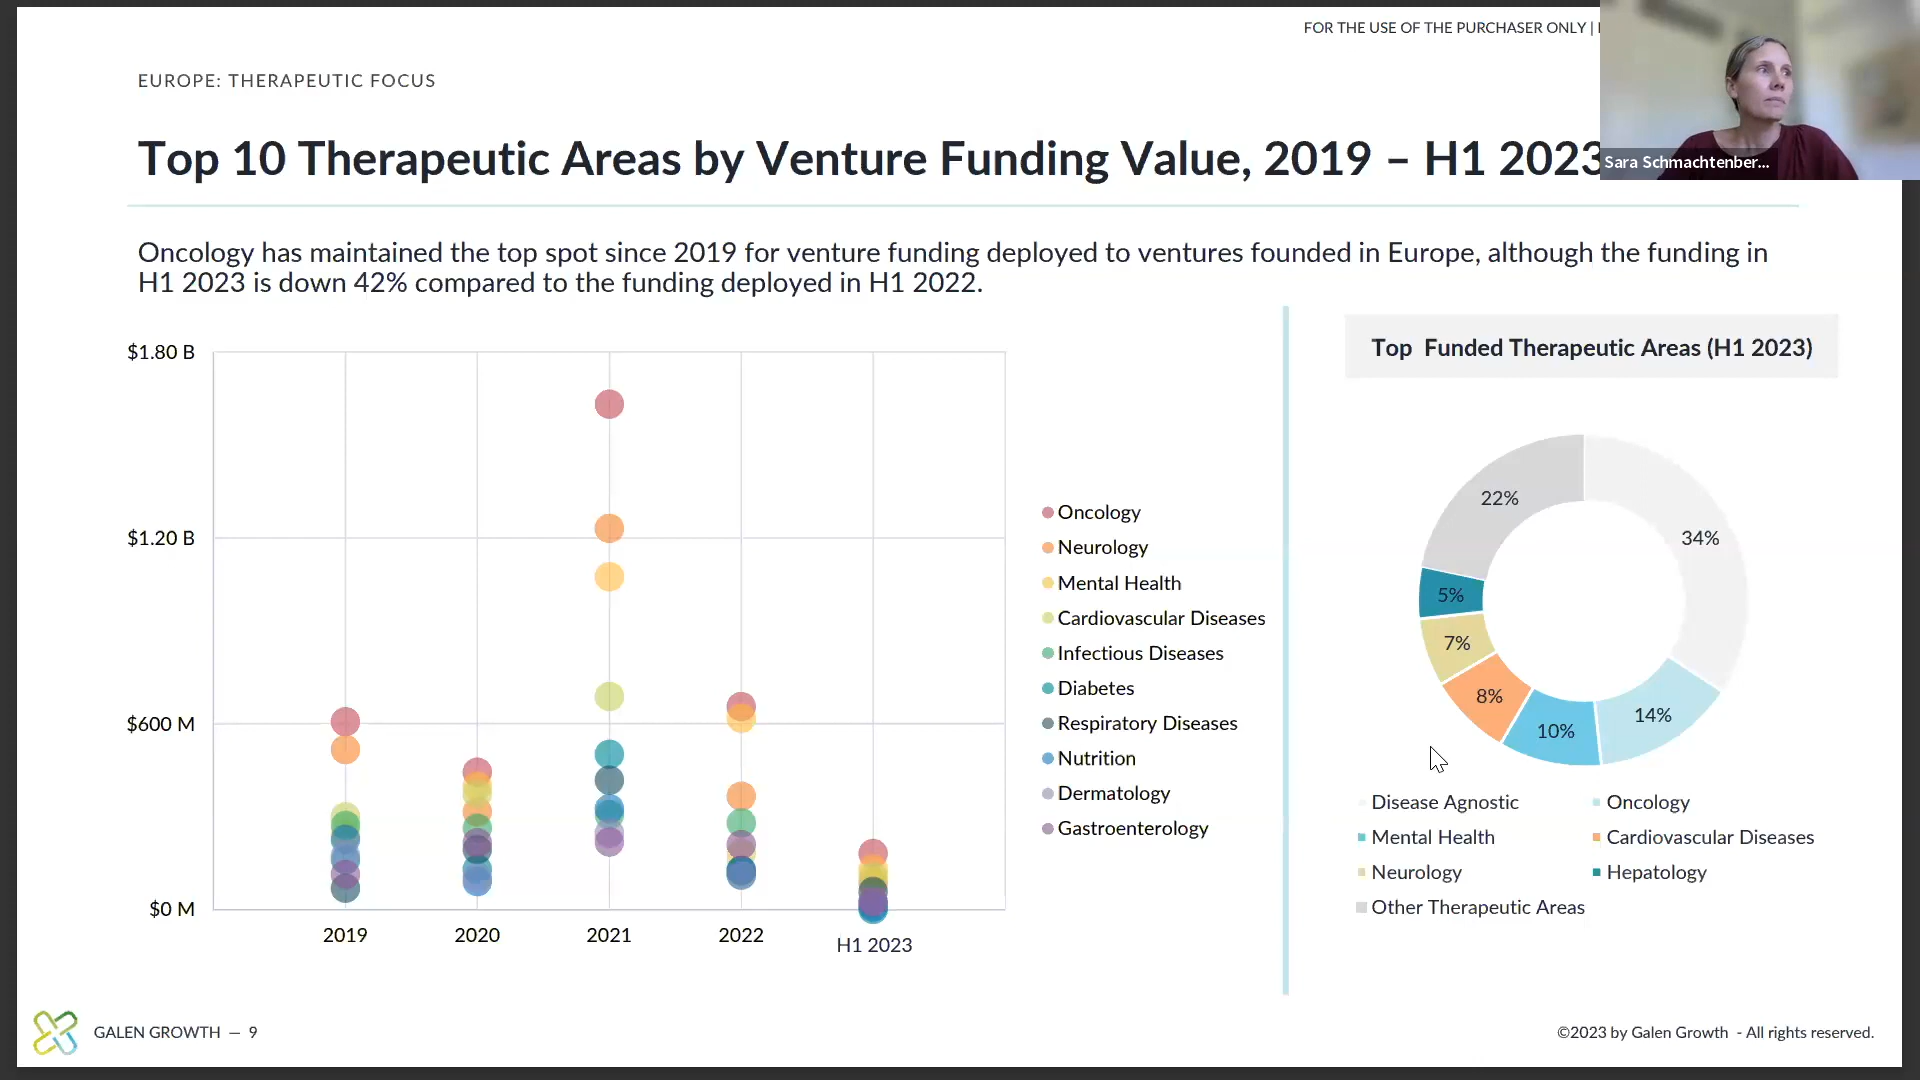 FOR THE USE OF THE PURCHASER ONLY |
EUROPE: THERAPEUTIC FOCUS
Top 10 Therapeutic Areas by Venture Funding Value, 2019 – H1 2023
Sara Schmachtenber...
Oncology has maintained the top spot since 2019 for venture funding deployed to ventures founded in Europe, although the funding in
H1 2023 is down 42% compared to the funding deployed in H1 2022.
$1.80 B
$1.20 B
$600 M
$0 M
2019
2020
2021
2022
H1 2023
Oncology
Neurology
Mental Health
Cardiovascular Diseases
Infectious Diseases
Diabetes
Respiratory Diseases
Nutrition
Dermatology
Gastroenterology
Top Funded Therapeutic Areas (H1 2023)
22%
34%
5%
7%
8%
10%
14%
Disease Agnostic
Oncology
Mental Health
Cardiovascular Diseases
Neurology
Hepatology
Other Therapeutic Areas
GALEN GROWTH — 9
©2023 by Galen Growth - All rights reserved.